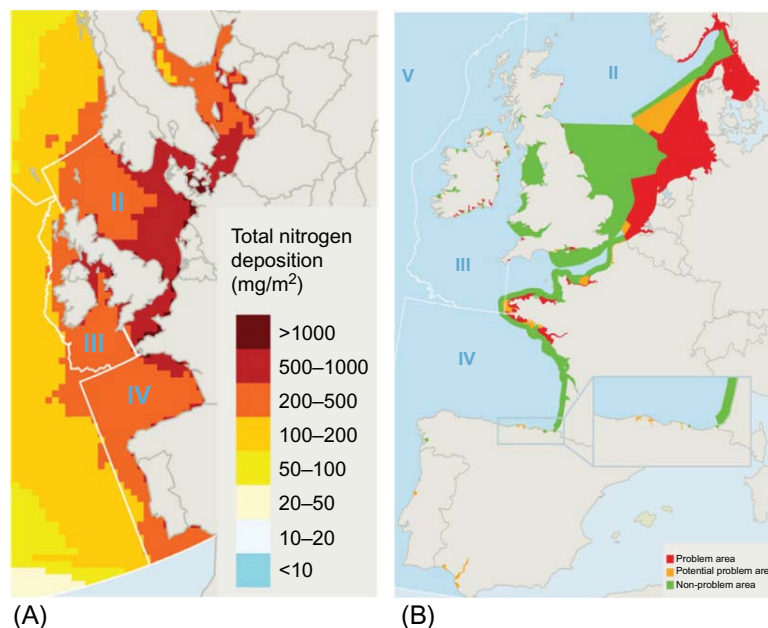 II
III
IV
Total nitrogen
deposition
(mg/m²)
>1000
500–1000
200–500
100–200
50–100
20–50
10–20
<10
(A)
V
II
III
IV
Problem area
Potential problem area
Non-problem area
(B)